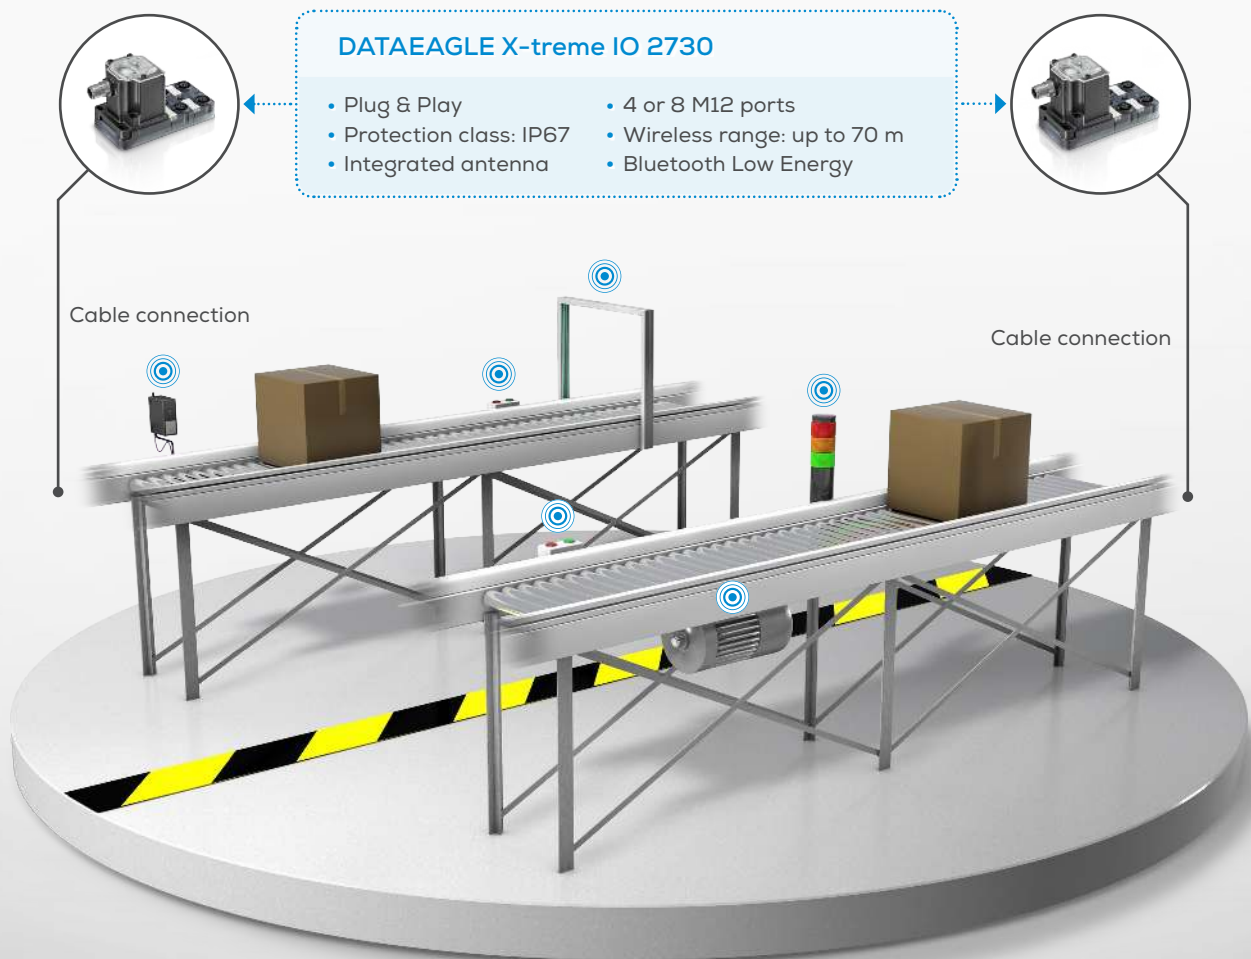 DATAEAGLE X-treme IO 2730
• Plug & Play
• Protection class: IP67
• Integrated antenna
• 4 or 8 M12 ports
• Wireless range: up to 70 m
• Bluetooth Low Energy
Cable connection
Cable connection